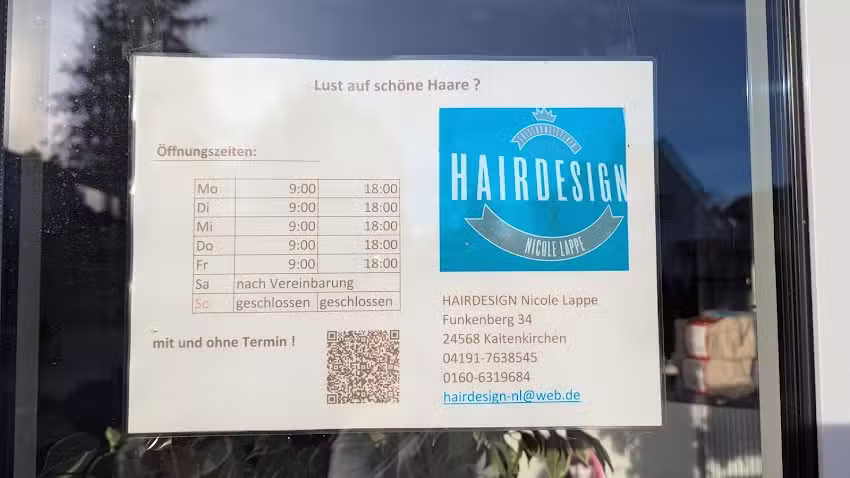 Lust auf schöne Haare ?
Öffnungszeiten:
Mo 9:00 18:00
Di 9:00 18:00
Mi 9:00 18:00
Do 9:00 18:00
Fr 9:00 18:00
Sa nach Vereinbarung
So geschlossen geschlossen
mit und ohne Termin !
HAIRDESIGN
NICOLE LAPPE
HAIRDESIGN Nicole Lappe
Funkenberg 34
24568 Kaltenkirchen
04191-7638545
0160-6319684
hairdesign-nl@web.de